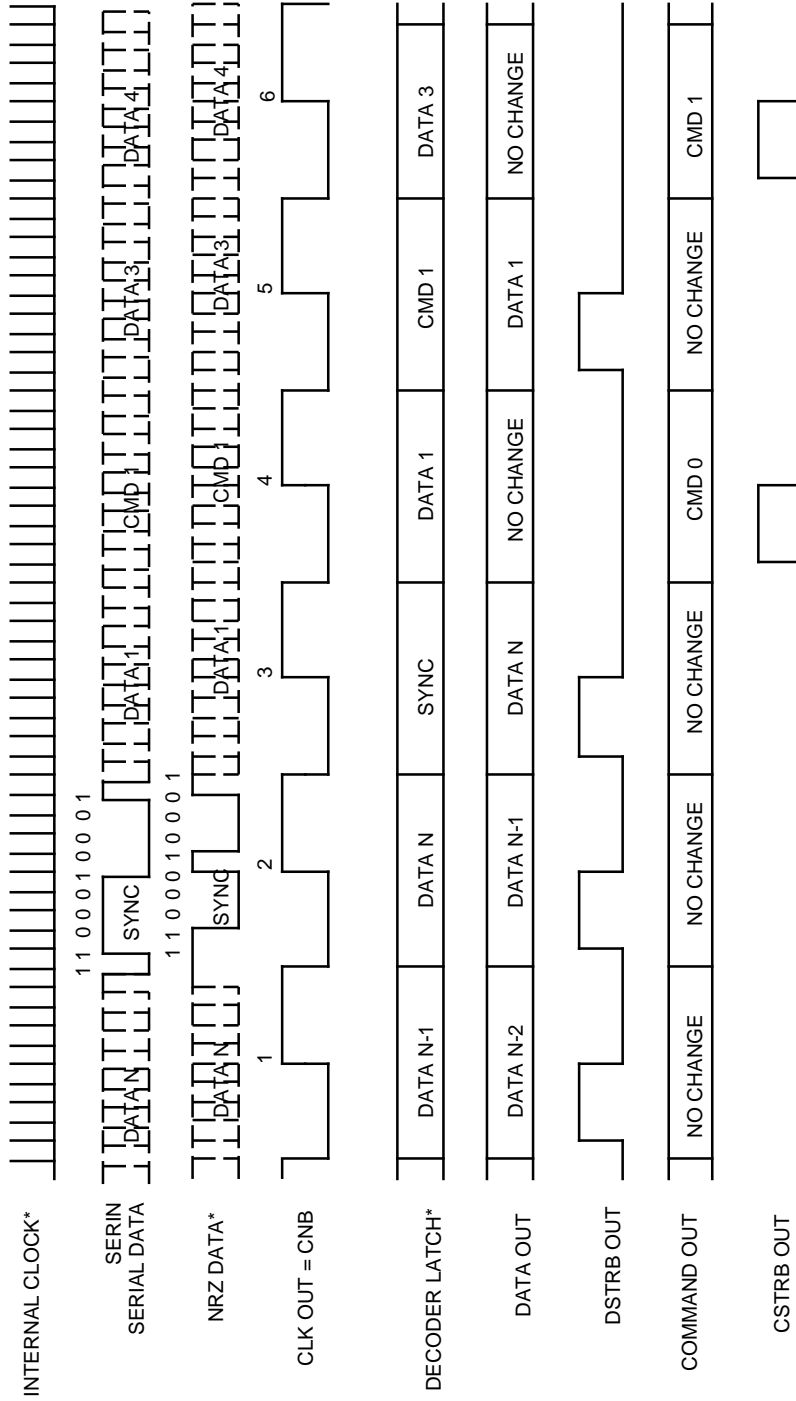 INTERNAL CLOCK*
SERIN
SERIAL DATA
1 1 0 0 0 1 0 0 0 1
DATA N
SYNC
DATA 1
CMD 1
DATA 3
DATA 4
NRZ DATA*
1 1 0 0 0 1 0 0 0 1
DATA N
SYNC
DATA 1
CMD 1
DATA 3
DATA 4
CLK OUT = CNB
1
2
3
4
5
6
DECODER LATCH*
DATA N-1
DATA N
SYNC
DATA 1
CMD 1
DATA 3
DATA OUT
DATA N-2
DATA N-1
DATA N
NO CHANGE
DATA 1
NO CHANGE
DSTRB OUT
COMMAND OUT
NO CHANGE
NO CHANGE
NO CHANGE
CMD 0
NO CHANGE
CMD 1
CSTRB OUT